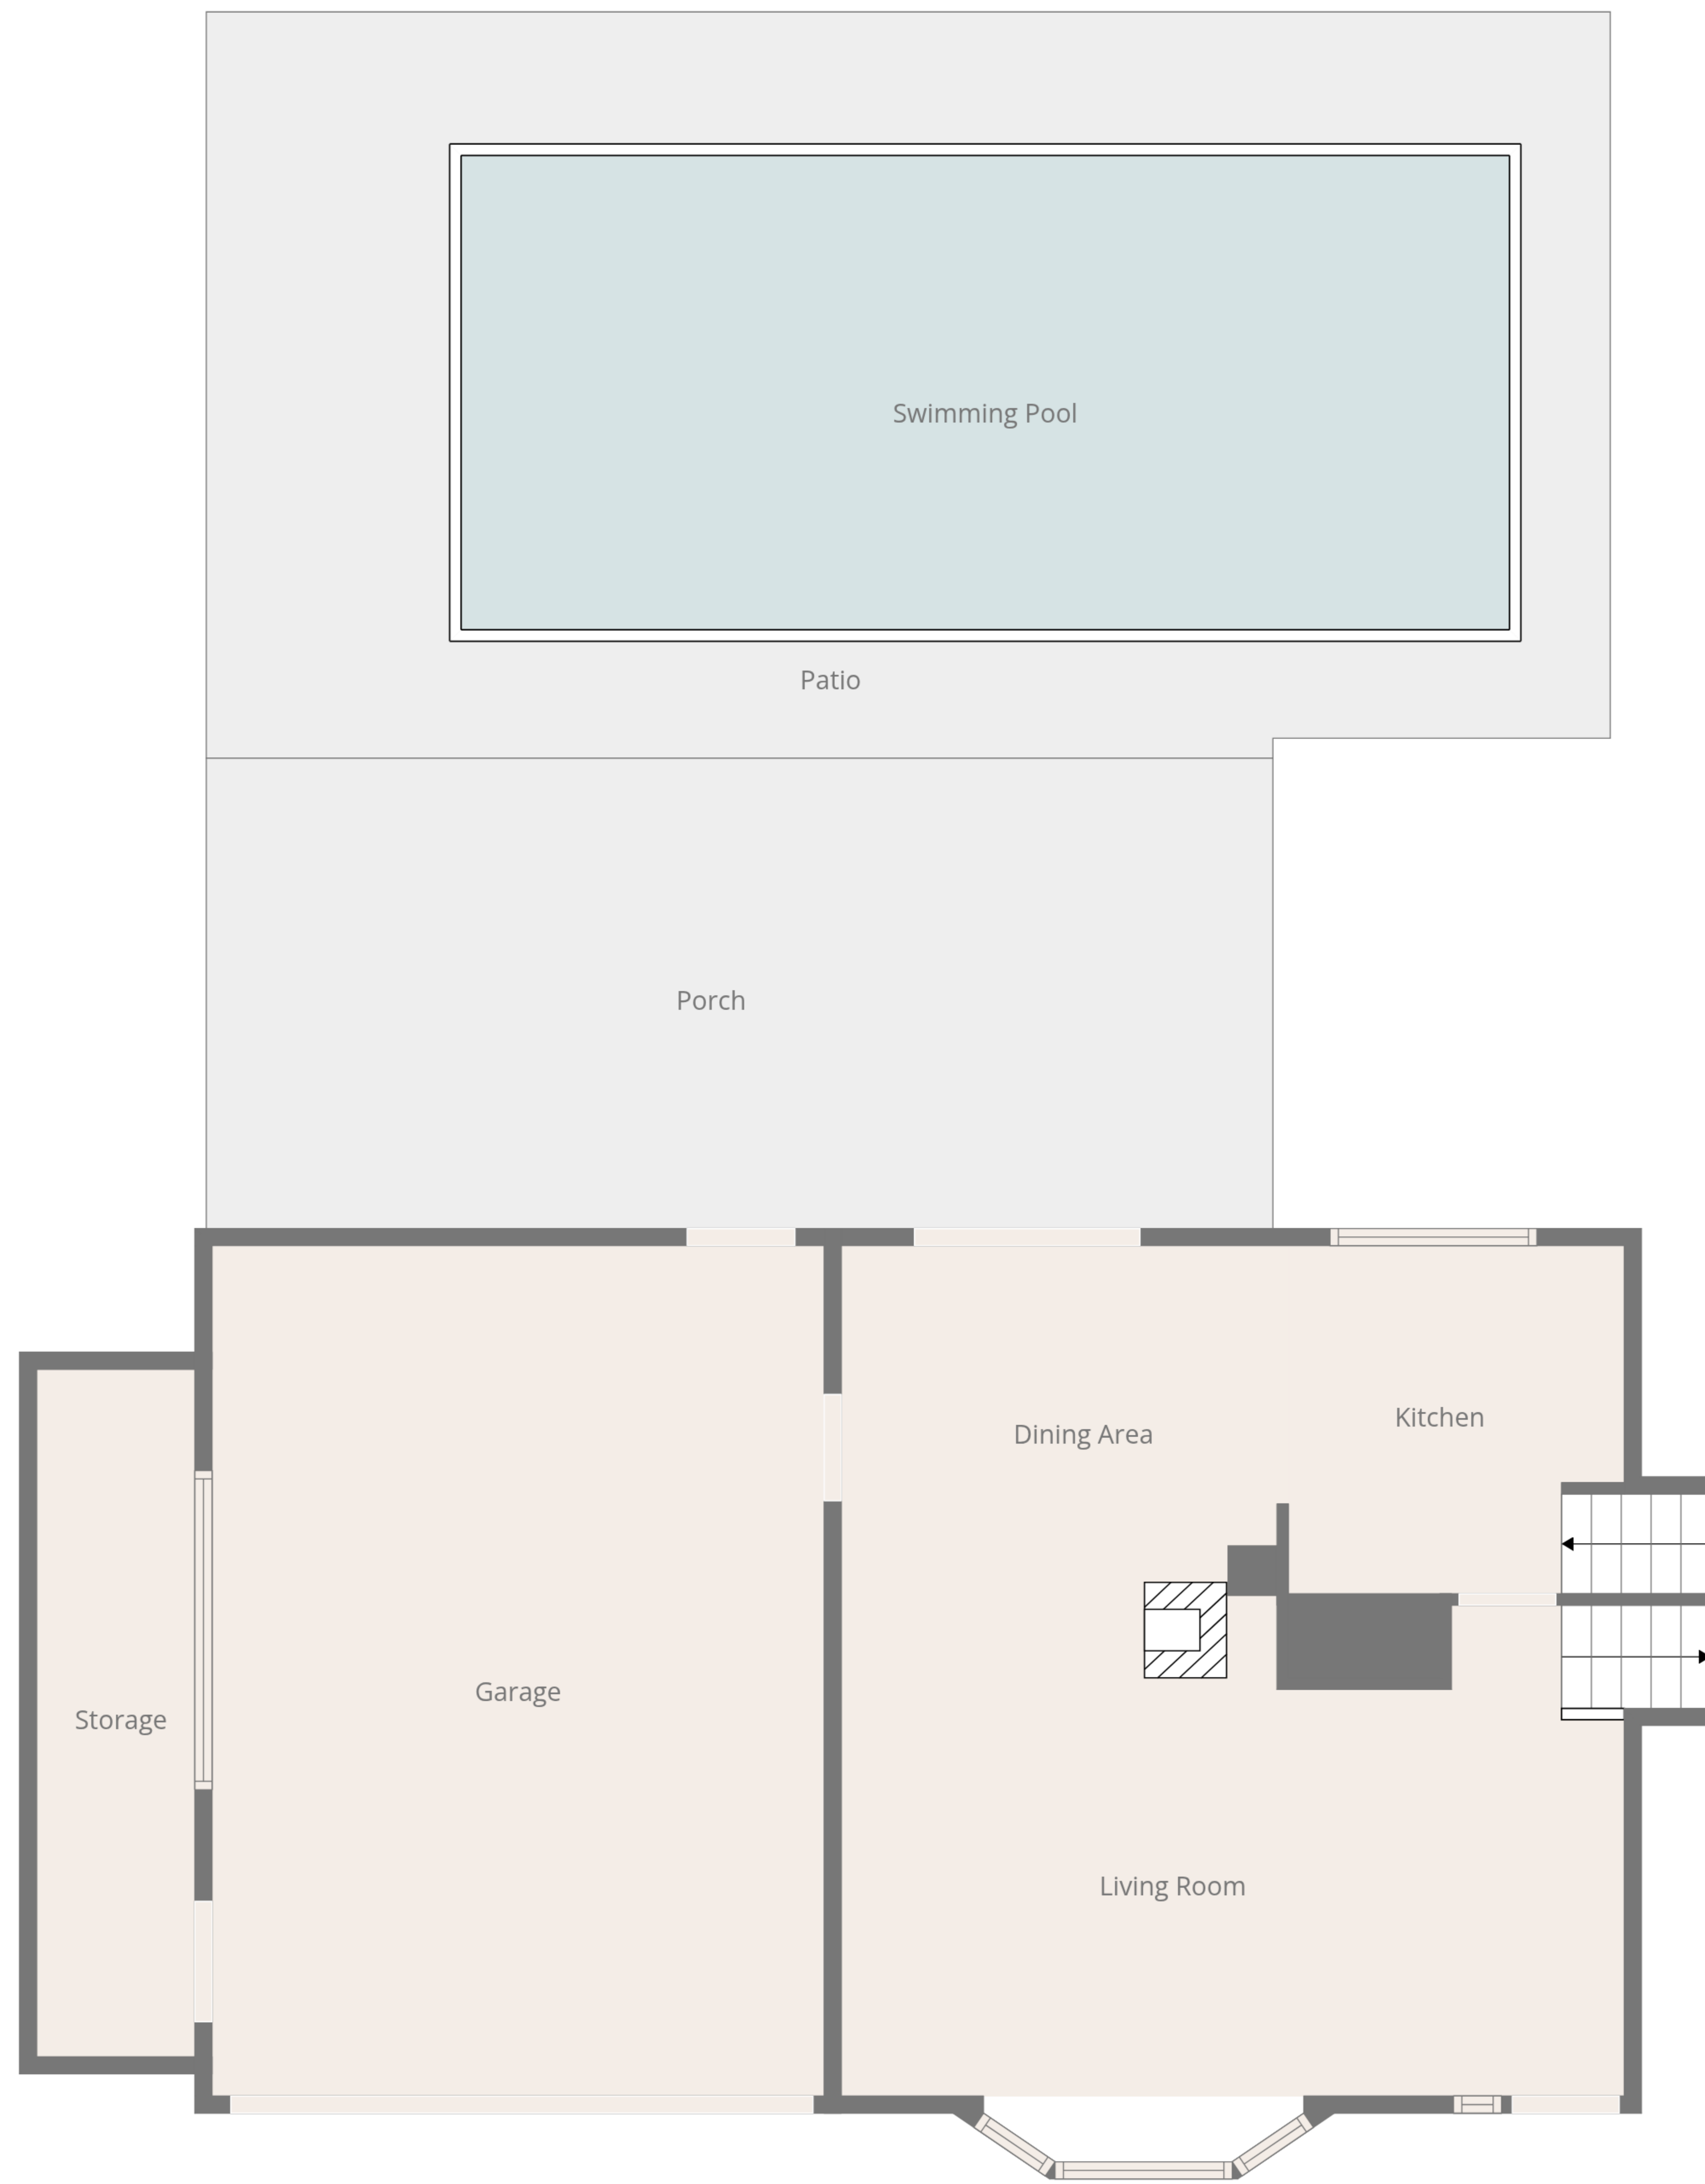 Swimming Pool
Patio
Porch
Kitchen
Dining Area
Garage
Storage
Living Room